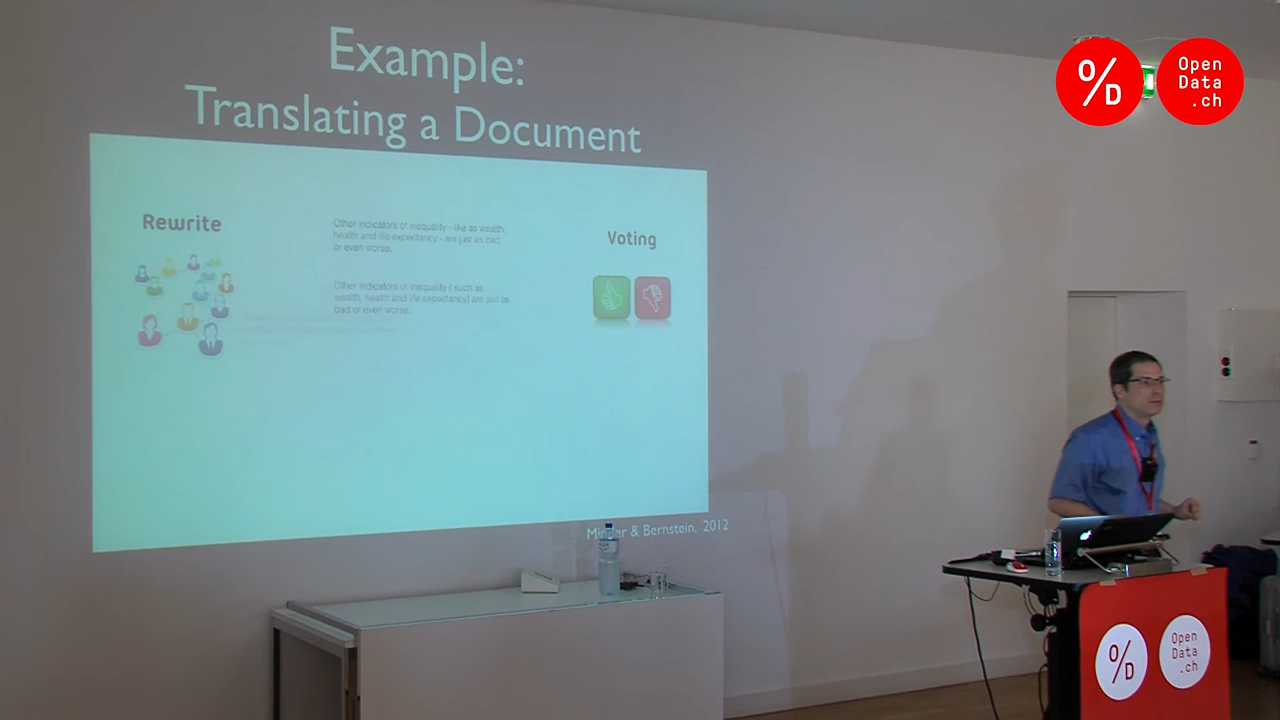 Example:
Translating a Document
Rewrite
Other indicators of inequality - like as wealth,
health and life expectancy - are just as bad
or even worse.
Other indicators of inequality ( such as
wealth, health and life expectancy) are just as
bad or even worse.
Voting
& Bernstein, 2012
%D
Open
Data
.ch
%D
Open
Data
.ch